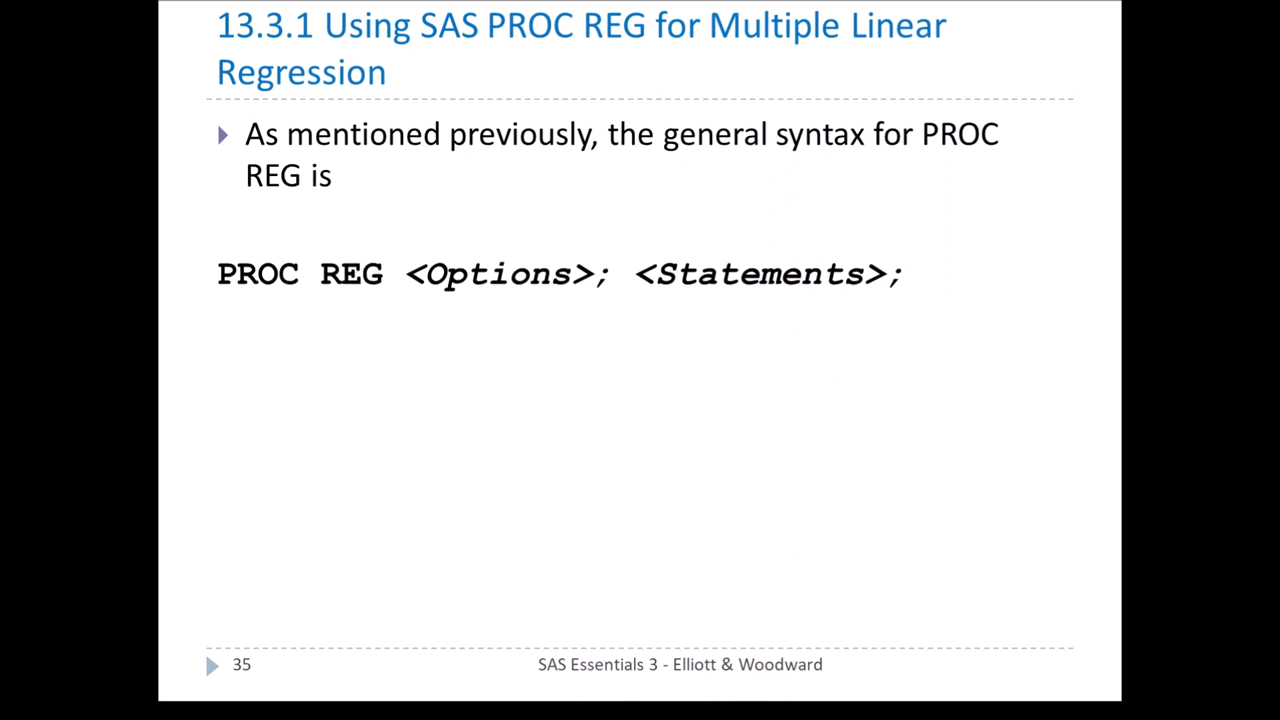 13.3.1 Using SAS PROC REG for Multiple Linear
Regression
As mentioned previously, the general syntax for PROC
REG is
PROC REG <Options>; <Statements>;
35
SAS Essentials 3 - Elliott & Woodward